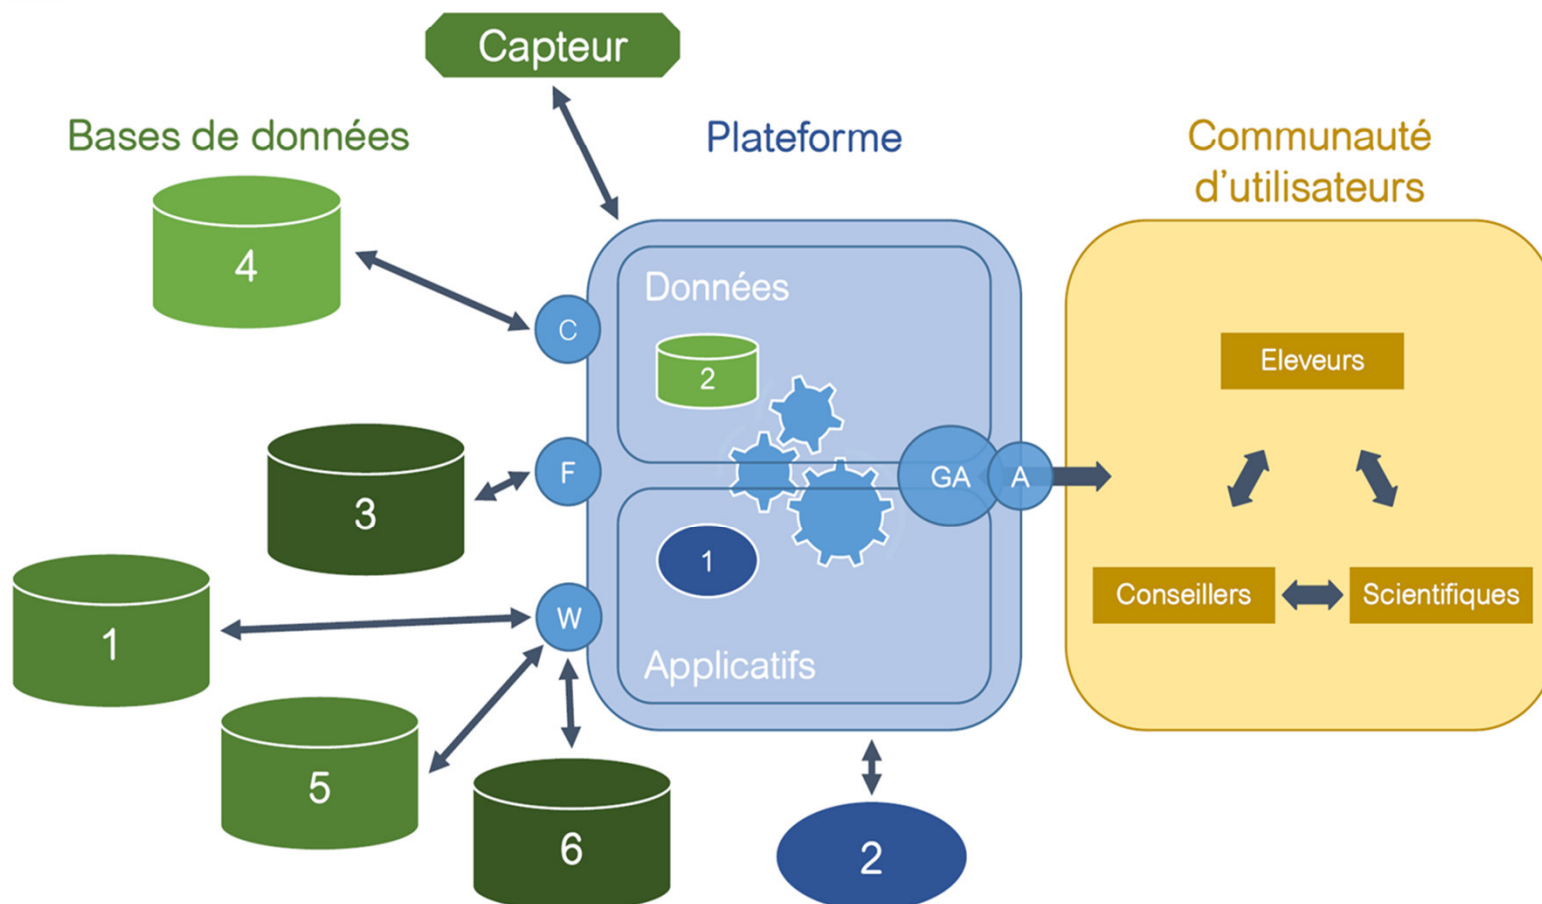 Capteur
Bases de données
Plateforme
Communauté
d'utilisateurs
4
C
Données
2
Eleveurs
3
F
GA
A
1
1
W
Conseillers
Scientifiques
Applicatifs
5
6
2